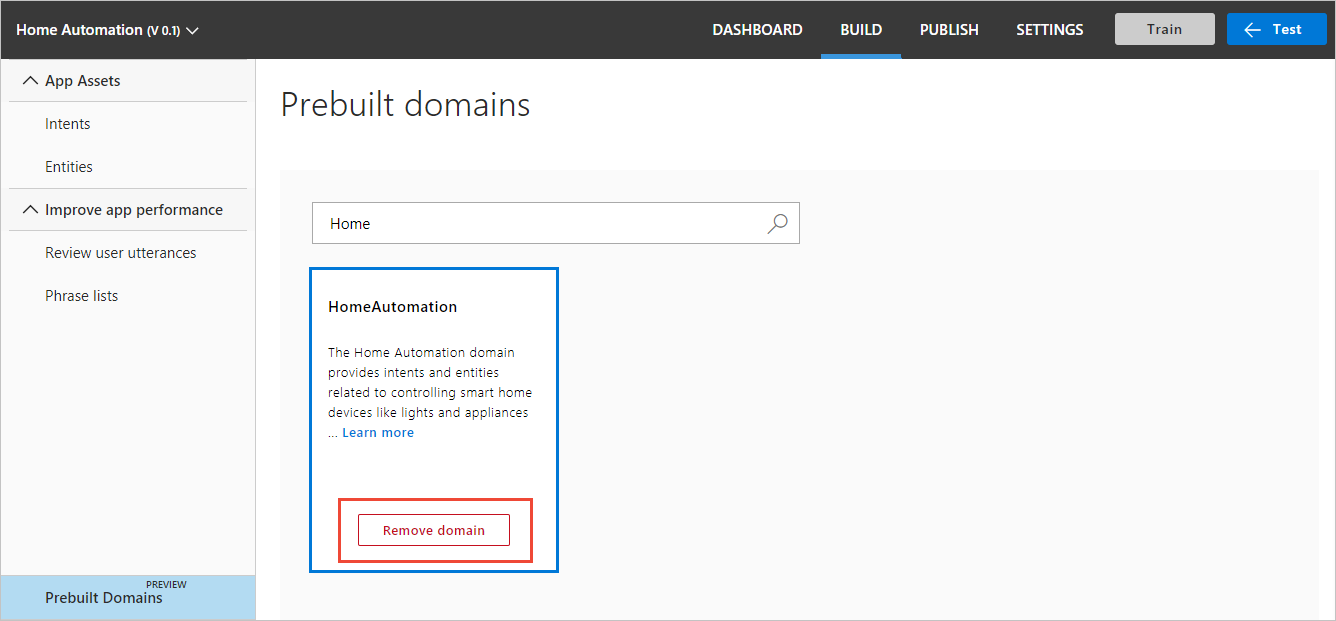 Home Automation (V 0.1)
DASHBOARD
BUILD
PUBLISH
SETTINGS
Train
Test
App Assets
Intents
Entities
Improve app performance
Review user utterances
Phrase lists
PREVIEW
Prebuilt Domains
Prebuilt domains
Home
HomeAutomation
The Home Automation domain
provides intents and entities
related to controlling smart home
devices like lights and appliances
... Learn more
Remove domain